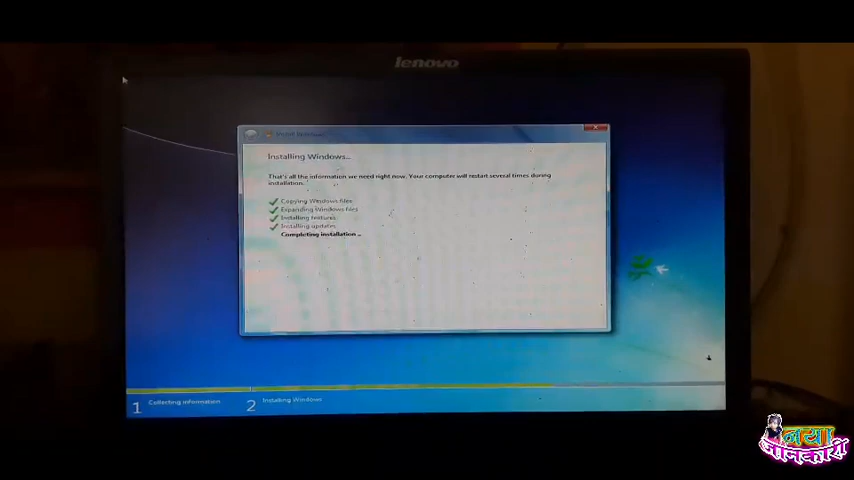 lenovo
Installing Windows...
That's all the information we need right now. Your computer will restart several times during
installation.
Copying Windows files
Expanding Windows files
Installing features
Installing updates
Completing installation ...
1 Collecting information
2 Installing Windows
नया
जानकारी